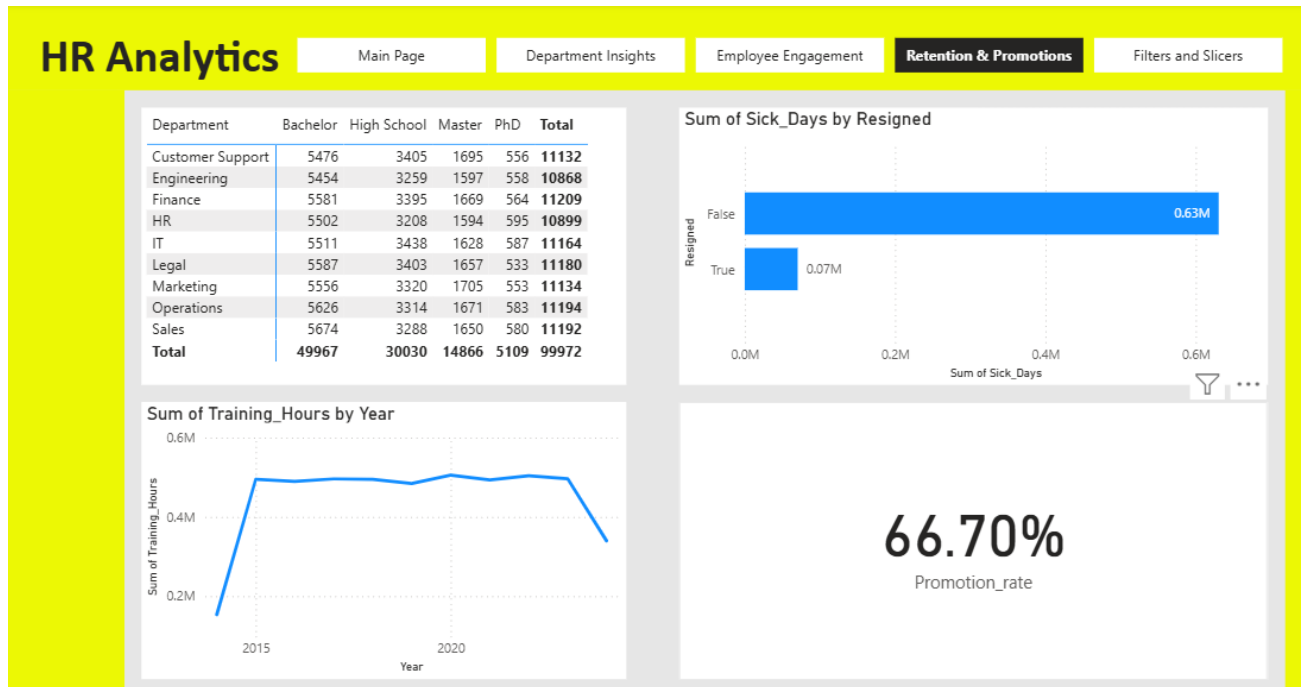 HR Analytics
Main Page
Department Insights
Employee Engagement
Retention & Promotions
Filters and Slicers
Department Bachelor High School Master PhD Total
Customer Support 5476 3405 1695 556 11132
Engineering 5454 3259 1597 558 10868
Finance 5581 3395 1669 564 11209
HR 5502 3208 1594 595 10899
IT 5511 3438 1628 587 11164
Legal 5587 3403 1657 533 11180
Marketing 5556 3320 1705 553 11134
Operations 5626 3314 1671 583 11194
Sales 5674 3288 1650 580 11192
Total 49967 30030 14866 5109 99972
Sum of Sick_Days by Resigned
Resigned
False 0.63M
True 0.07M
0.0M 0.2M 0.4M 0.6M
Sum of Sick_Days
Sum of Training_Hours by Year
Sum of Training_Hours
0.6M
0.4M
0.2M
2015 2020
Year
66.70%
Promotion_rate